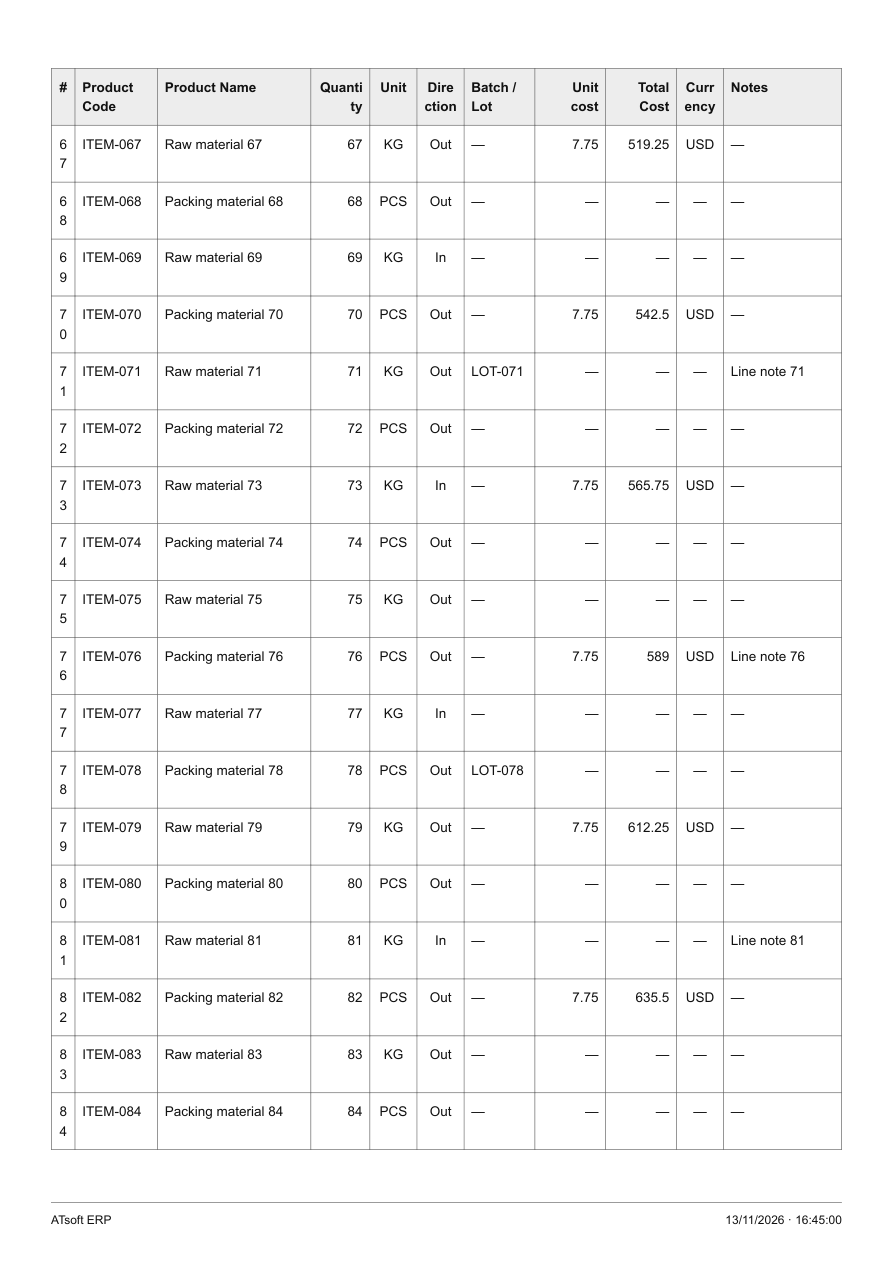 # Product Code Product Name Quantity Unit Direction Batch / Lot Unit cost Total Cost Currency Notes
67 ITEM-067 Raw material 67 67 KG Out — 7.75 519.25 USD —
68 ITEM-068 Packing material 68 68 PCS Out — — — — —
69 ITEM-069 Raw material 69 69 KG In — — — — —
70 ITEM-070 Packing material 70 70 PCS Out — 7.75 542.5 USD —
71 ITEM-071 Raw material 71 71 KG Out LOT-071 — — — Line note 71
72 ITEM-072 Packing material 72 72 PCS Out — — — — —
73 ITEM-073 Raw material 73 73 KG In — 7.75 565.75 USD —
74 ITEM-074 Packing material 74 74 PCS Out — — — — —
75 ITEM-075 Raw material 75 75 KG Out — — — — —
76 ITEM-076 Packing material 76 76 PCS Out — 7.75 589 USD Line note 76
77 ITEM-077 Raw material 77 77 KG In — — — — —
78 ITEM-078 Packing material 78 78 PCS Out LOT-078 — — — —
79 ITEM-079 Raw material 79 79 KG Out — 7.75 612.25 USD —
80 ITEM-080 Packing material 80 80 PCS Out — — — — —
81 ITEM-081 Raw material 81 81 KG In — — — — Line note 81
82 ITEM-082 Packing material 82 82 PCS Out — 7.75 635.5 USD —
83 ITEM-083 Raw material 83 83 KG Out — — — — —
84 ITEM-084 Packing material 84 84 PCS Out — — — — —
ATsoft ERP 13/11/2026 · 16:45:00